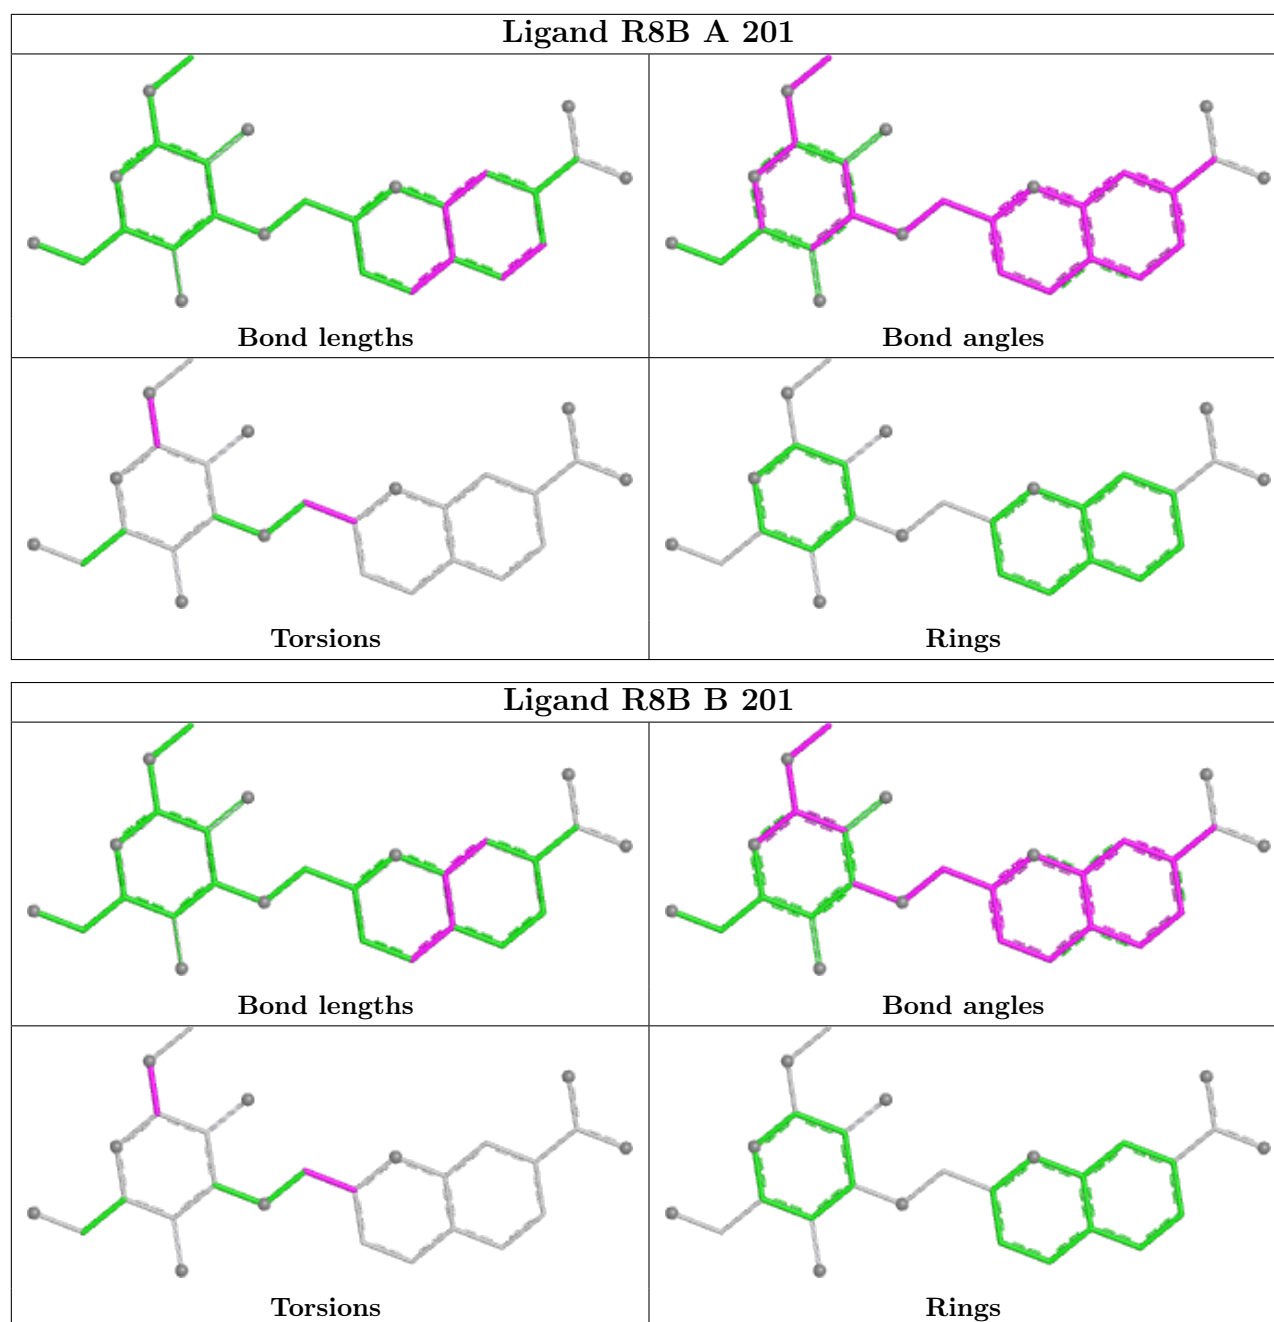 Ligand R8B A 201
Bond lengths
Bond angles
Torsions
Rings
Ligand R8B B 201
Bond lengths
Bond angles
Torsions
Rings